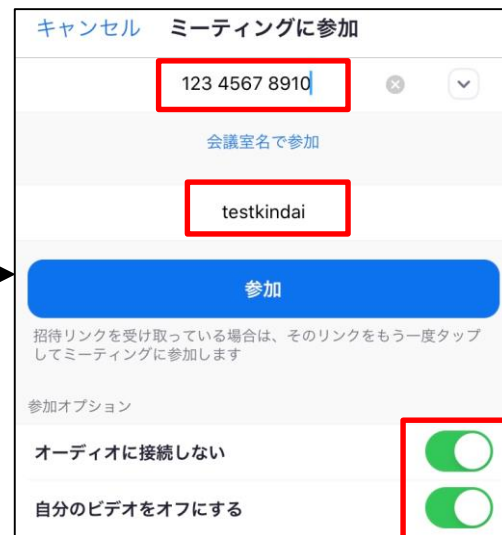 キャンセル ミーティングに参加
123 4567 8910
会議室名で参加
testkindai
参加
招待リンクを受け取っている場合は、そのリンクをもう一度タップ
してミーティングに参加します
参加オプション
オーディオに接続しない
自分のビデオをオフにする